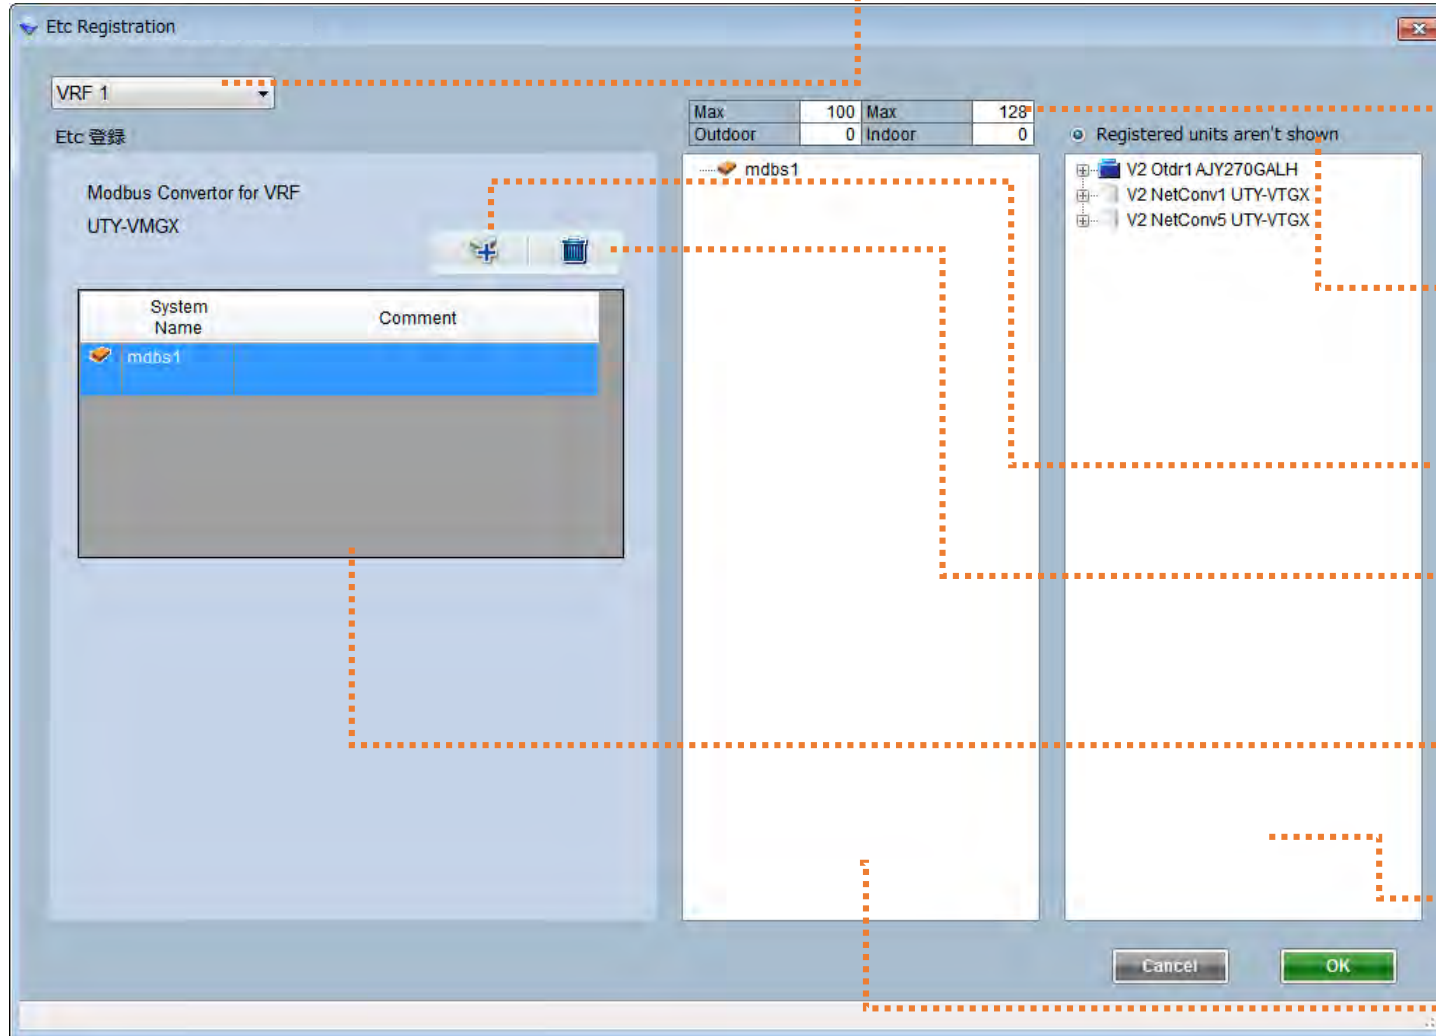 Etc Registration
VRF 1
Etc 登録
Max 100 Max 128
Outdoor 0 Indoor 0
Registered units aren't shown
Modbus Convertor for VRF
UTY-VMGX
System Name Comment
mdbs1
mdbs1
V2 Otdr1 AJY270GALH
V2 NetConv1 UTY-VTGX
V2 NetConv5 UTY-VTGX
Cancel OK